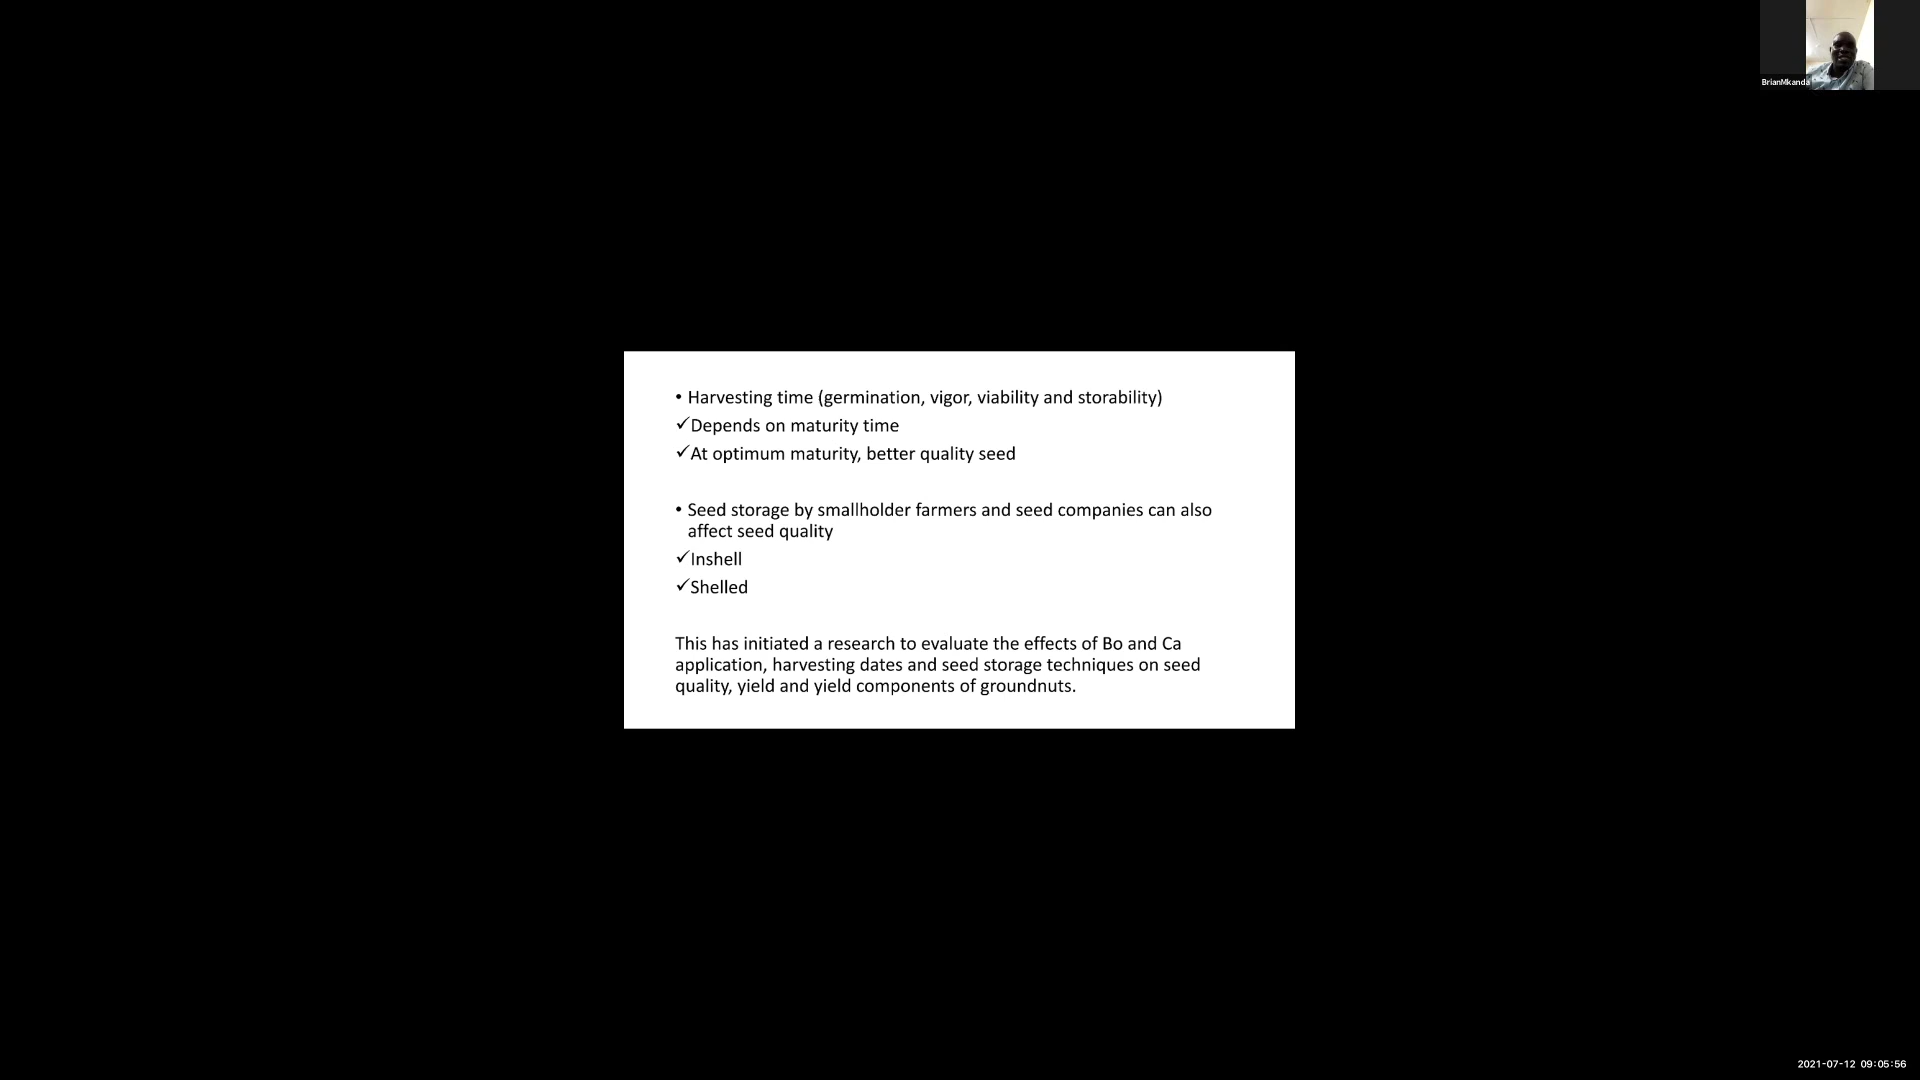 BrianMkanda
• Harvesting time (germination, vigor, viability and storability)
✓Depends on maturity time
✓At optimum maturity, better quality seed
• Seed storage by smallholder farmers and seed companies can also
affect seed quality
✓Inshell
✓Shelled
This has initiated a research to evaluate the effects of Bo and Ca
application, harvesting dates and seed storage techniques on seed
quality, yield and yield components of groundnuts.
2021-07-12 09:05:56